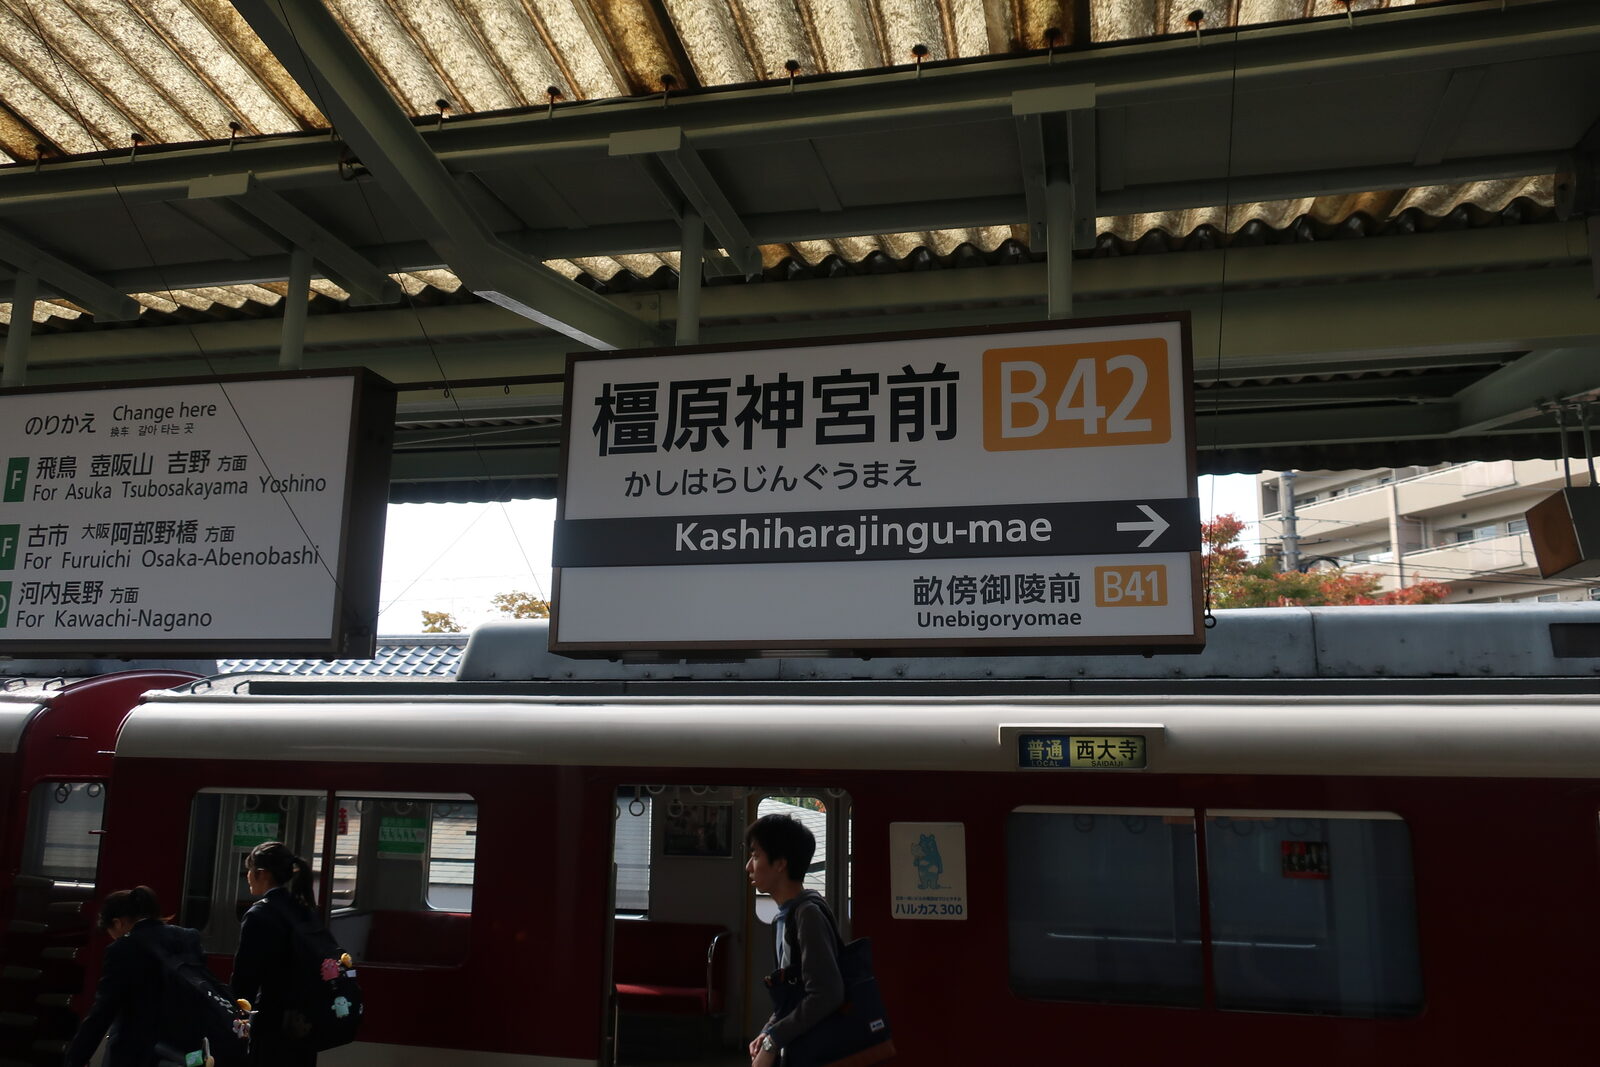 のりかえ Change here
换车 갈아 타는 곳
F 飛鳥 壺阪山 吉野 方面
For Asuka Tsubosakayama Yoshino
F 古市 大阪阿部野橋 方面
For Furuichi Osaka-Abenobashi
河内長野 方面
For Kawachi-Nagano
橿原神宮前 B42
かしはらじんぐうまえ
Kashiharajingu-mae →
畝傍御陵前 B41
Unebigoryomae
普通 西大寺
LOCAL SAIDAIJI
ハルカス300